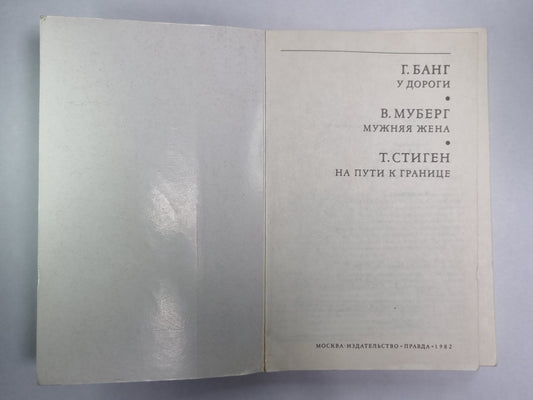 Г. БАНГ
У ДОРОГИ
•
В. МУБЕРГ
МУЖНЯЯ ЖЕНА
•
Т. СТИГЕН
НА ПУТИ К ГРАНИЦЕ
МОСКВА·ИЗДАТЕЛЬСТВО «ПРАВДА»·1982